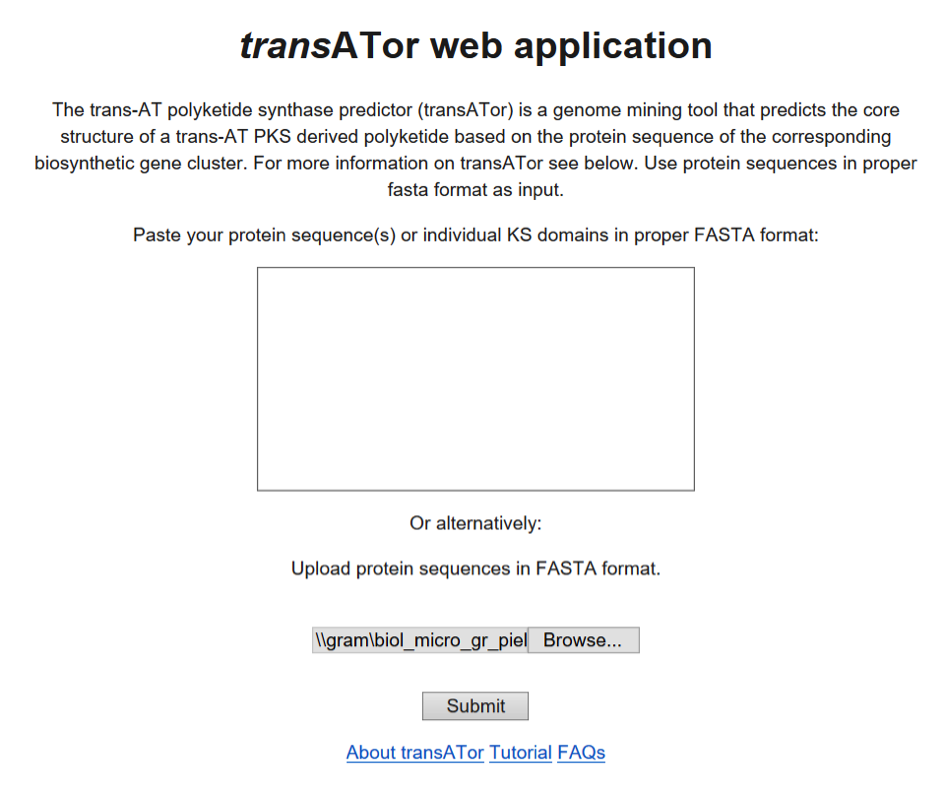 transATor web application
The trans-AT polyketide synthase predictor (transATor) is a genome mining tool that predicts the core
structure of a trans-AT PKS derived polyketide based on the protein sequence of the corresponding
biosynthetic gene cluster. For more information on transATor see below. Use protein sequences in proper
fasta format as input.
Paste your protein sequence(s) or individual KS domains in proper FASTA format:
Or alternatively:
Upload protein sequences in FASTA format.
\\gram\biol_micro_gr_piel Browse...
Submit
About transATor Tutorial FAQs